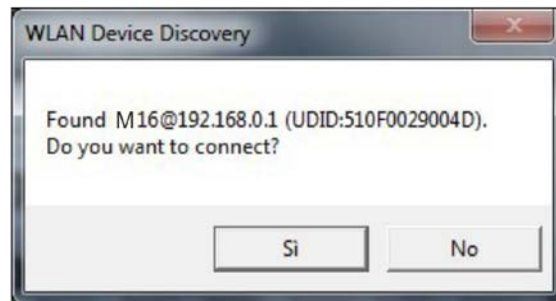 WLAN Device Discovery
Found M16@192.168.0.1 (UDID:510F0029004D).
Do you want to connect?
Sì
No